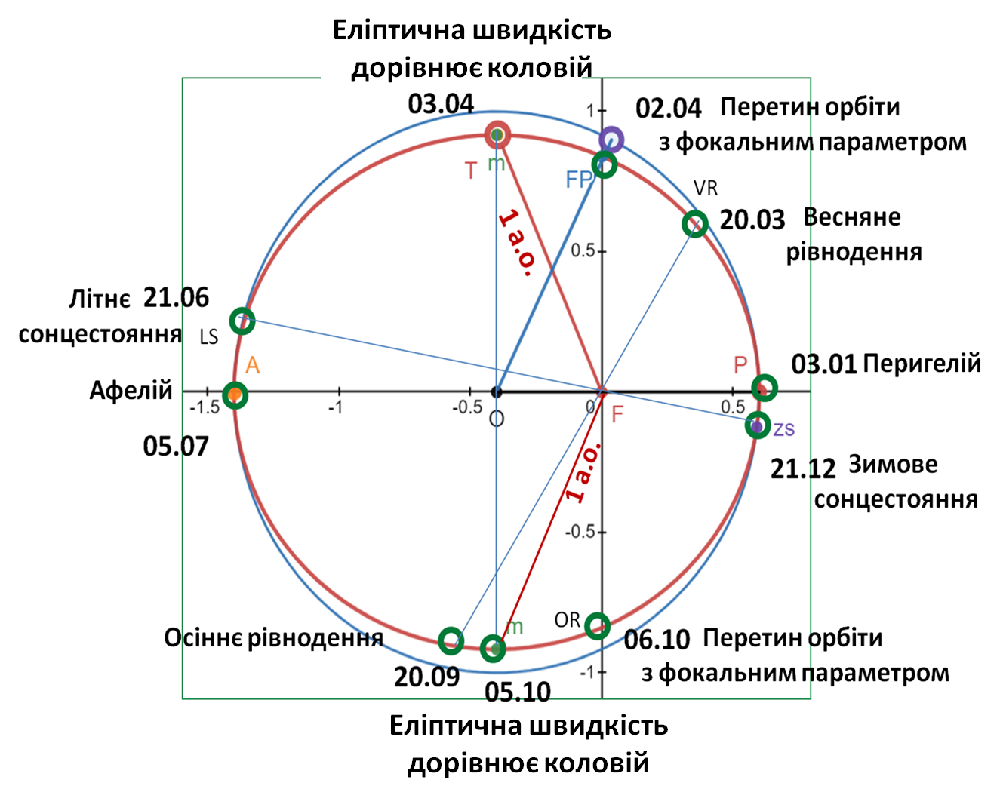 Еліптична швидкість
дорівнює коловій
03.04
1
02.04 Перетин орбіти
з фокальним параметром
T m
FP
VR
1 а.о.
20.03 Весняне
рівнодення
0.5
Літнє 21.06
сонцестояння LS
A
P
03.01 Перигелій
Афелій
-1.5 -1 -0.5 0 0.5
O
F
zs
05.07
1 а.о.
21.12 Зимове
сонцестояння
-0.5
m
OR
Осіннє рівнодення
06.10 Перетин орбіти
з фокальним параметром
20.09
-1
05.10
Еліптична швидкість
дорівнює коловій